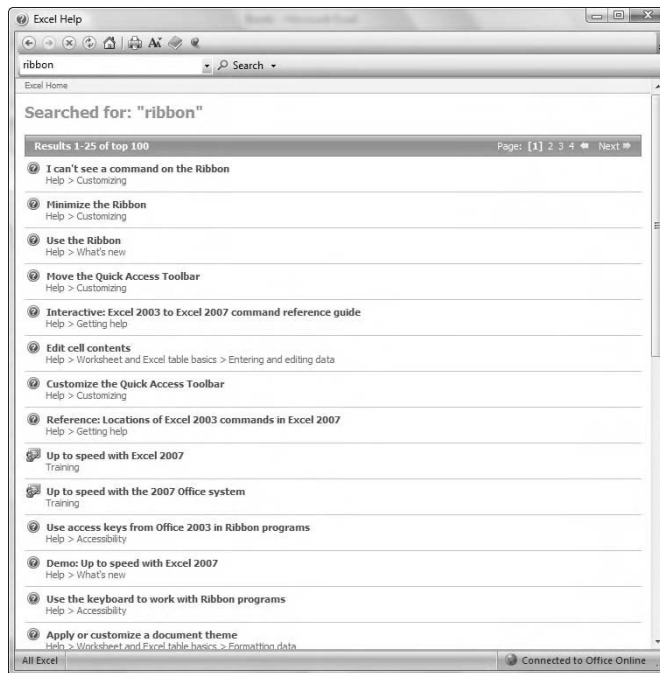 Excel Help
ribbon
Search
Excel Home
Searched for: "ribbon"
Results 1-25 of top 100 Page: [1] 2 3 4 Next
I can't see a command on the Ribbon
Help > Customizing
Minimize the Ribbon
Help > Customizing
Use the Ribbon
Help > What's new
Move the Quick Access Toolbar
Help > Customizing
Interactive: Excel 2003 to Excel 2007 command reference guide
Help > Getting help
Edit cell contents
Help > Worksheet and Excel table basics > Entering and editing data
Customize the Quick Access Toolbar
Help > Customizing
Reference: Locations of Excel 2003 commands in Excel 2007
Help > Getting help
Up to speed with Excel 2007
Training
Up to speed with the 2007 Office system
Training
Use access keys from Office 2003 in Ribbon programs
Help > Accessibility
Demo: Up to speed with Excel 2007
Help > What's new
Use the keyboard to work with Ribbon programs
Help > Accessibility
Apply or customize a document theme
Help > Worksheet and Excel table basics > Formatting data
All Excel Connected to Office Online